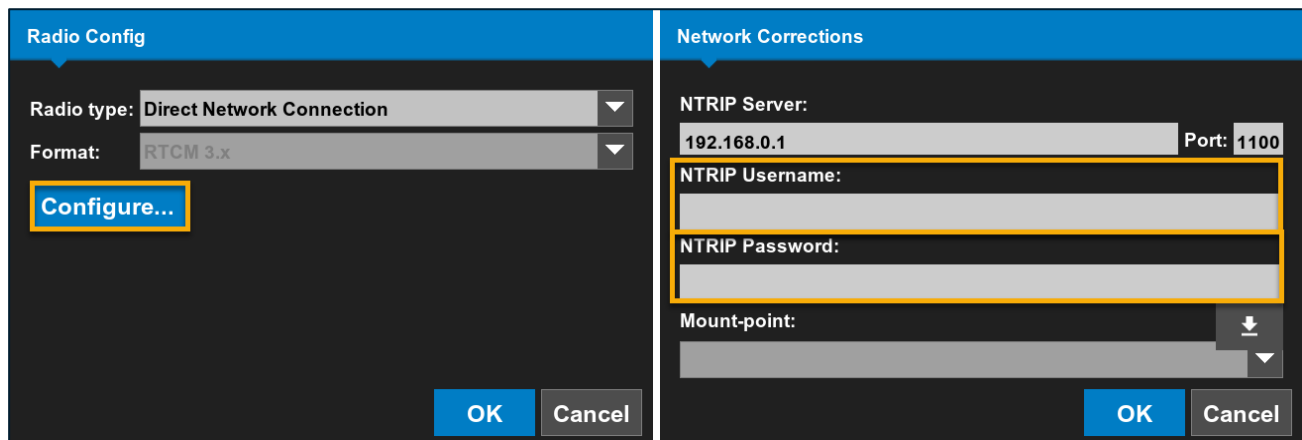 Radio Config
Radio type: Direct Network Connection
Format: RTCM 3.x
Configure...
OK Cancel
Network Corrections
NTRIP Server:
192.168.0.1 Port: 1100
NTRIP Username:
NTRIP Password:
Mount-point:
OK Cancel